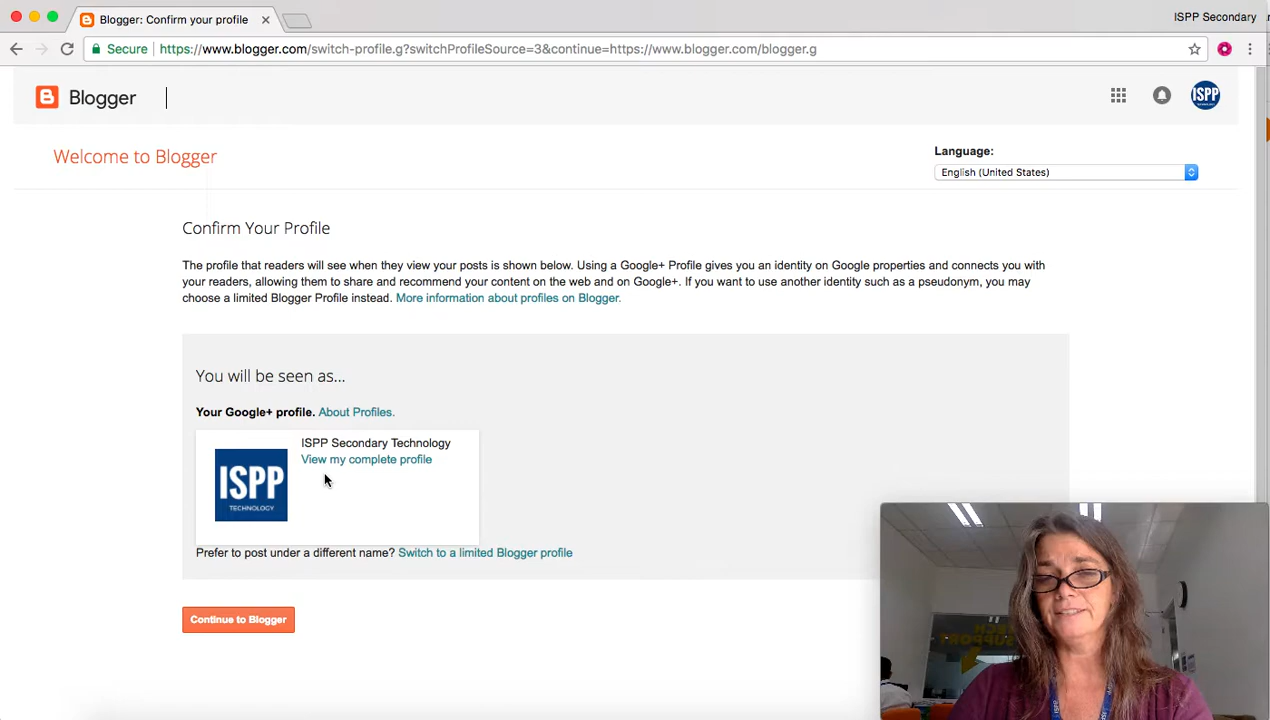 Blogger: Confirm your profile
ISPP Secondary
Secure https://www.blogger.com/switch-profile.g?switchProfileSource=3&continue=https://www.blogger.com/blogger.g
Blogger
ISPP
Welcome to Blogger
Language:
English (United States)
Confirm Your Profile
The profile that readers will see when they view your posts is shown below. Using a Google+ Profile gives you an identity on Google properties and connects you with
your readers, allowing them to share and recommend your content on the web and on Google+. If you want to use another identity such as a pseudonym, you may
choose a limited Blogger Profile instead. More information about profiles on Blogger.
You will be seen as...
Your Google+ profile. About Profiles.
ISPP Secondary Technology
View my complete profile
ISPP
TECHNOLOGY
Prefer to post under a different name? Switch to a limited Blogger profile
Continue to Blogger